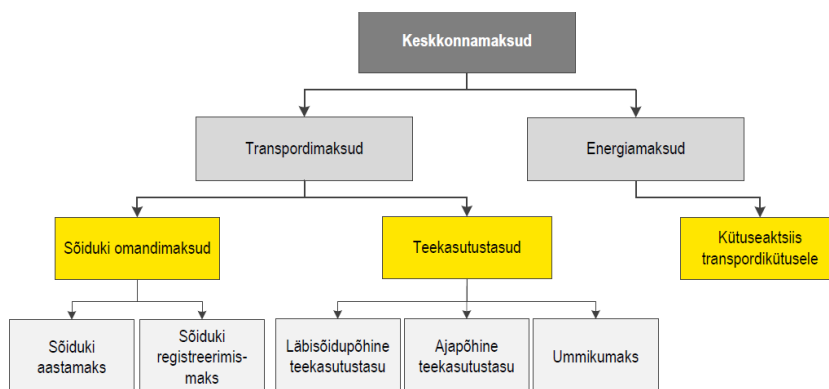 Keskkonnamaksud
Transpordimaksud
Energiamaksud
Sõiduki omandimaksud
Teekasutustasud
Kütuseaktsiis
transpordikütusele
Sõiduki
aastamaks
Sõiduki
registreerimis-
maks
Läbisõidupõhine
teekasutustasu
Ajapõhine
teekasutustasu
Ummikumaks